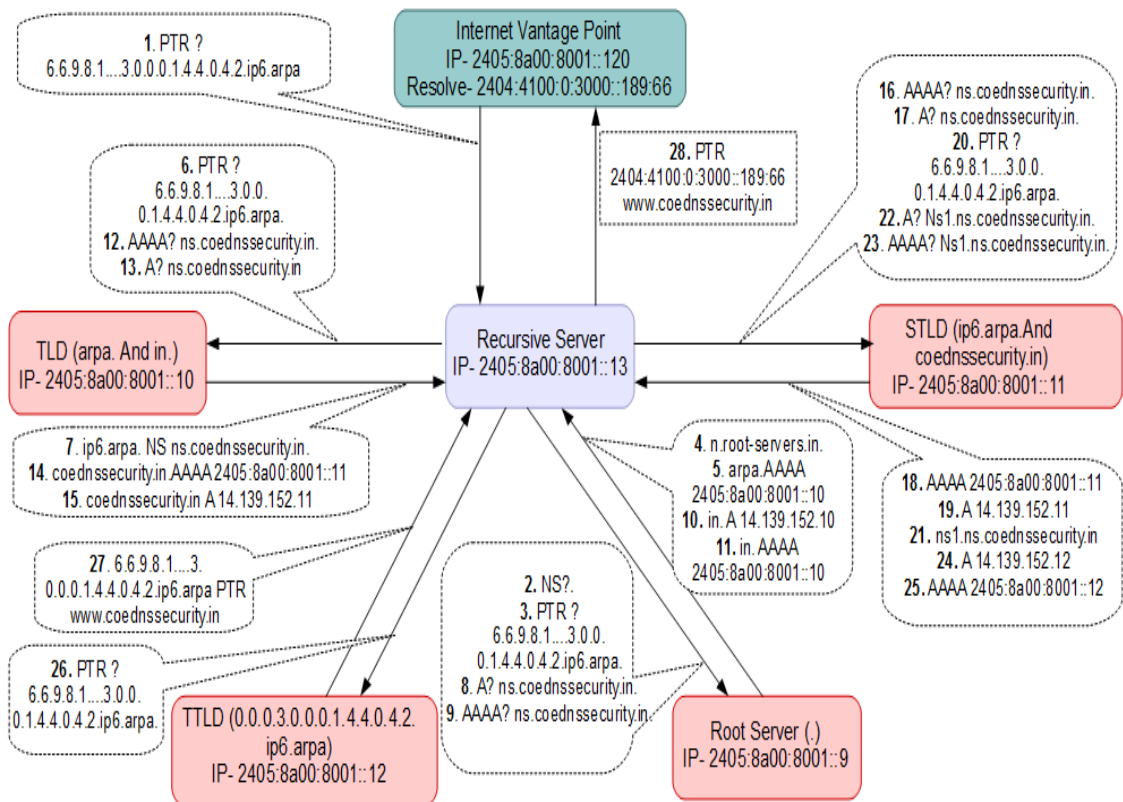 1. PTR ?
6.6.9.8.1....3.0.0.0.1.4.4.0.4.2.ip6.arpa
Internet Vantage Point
IP- 2405:8a00:8001::120
Resolve- 2404:4100:0:3000::189:66
16. AAAA? ns.coednssecurity.in.
17. A? ns.coednssecurity.in.
20. PTR ?
6.6.9.8.1....3.0.0.
0.1.4.4.0.4.2.ip6.arpa.
22. A? Ns1.ns.coednssecurity.in.
23. AAAA? Ns1.ns.coednssecurity.in.
6. PTR ?
6.6.9.8.1....3.0.0.
0.1.4.4.0.4.2.ip6.arpa.
12. AAAA? ns.coednssecurity.in.
13. A? ns.coednssecurity.in
28. PTR
2404:4100:0:3000::189:66
www.coednssecurity.in
TLD (arpa. And in.)
IP- 2405:8a00:8001::10
Recursive Server
IP- 2405:8a00:8001::13
STLD (ip6.arpa.And
coednssecurity.in)
IP- 2405:8a00:8001::11
7. ip6.arpa. NS ns.coednssecurity.in.
14. coednssecurity.in.AAAA 2405:8a00:8001::11
15. coednssecurity.in A 14.139.152.11
4. n.root-servers.in.
5. arpa.AAAA
2405:8a00:8001::10
10. in. A 14.139.152.10
11. in. AAAA
2405:8a00:8001::10
18. AAAA 2405:8a00:8001::11
19. A 14.139.152.11
21. ns1.ns.coednssecurity.in
24. A 14.139.152.12
25. AAAA 2405:8a00:8001::12
27. 6.6.9.8.1....3.
0.0.0.1.4.4.0.4.2.ip6.arpa PTR
www.coednssecurity.in
2. NS?.
3. PTR ?
6.6.9.8.1....3.0.0.
0.1.4.4.0.4.2.ip6.arpa.
8. A? ns.coednssecurity.in.
9. AAAA? ns.coednssecurity.in.
26. PTR ?
6.6.9.8.1....3.0.0.
0.1.4.4.0.4.2.ip6.arpa.
TTLD (0.0.0.3.0.0.0.1.4.4.0.4.2.
ip6.arpa)
IP- 2405:8a00:8001::12
Root Server (.)
IP- 2405:8a00:8001::9